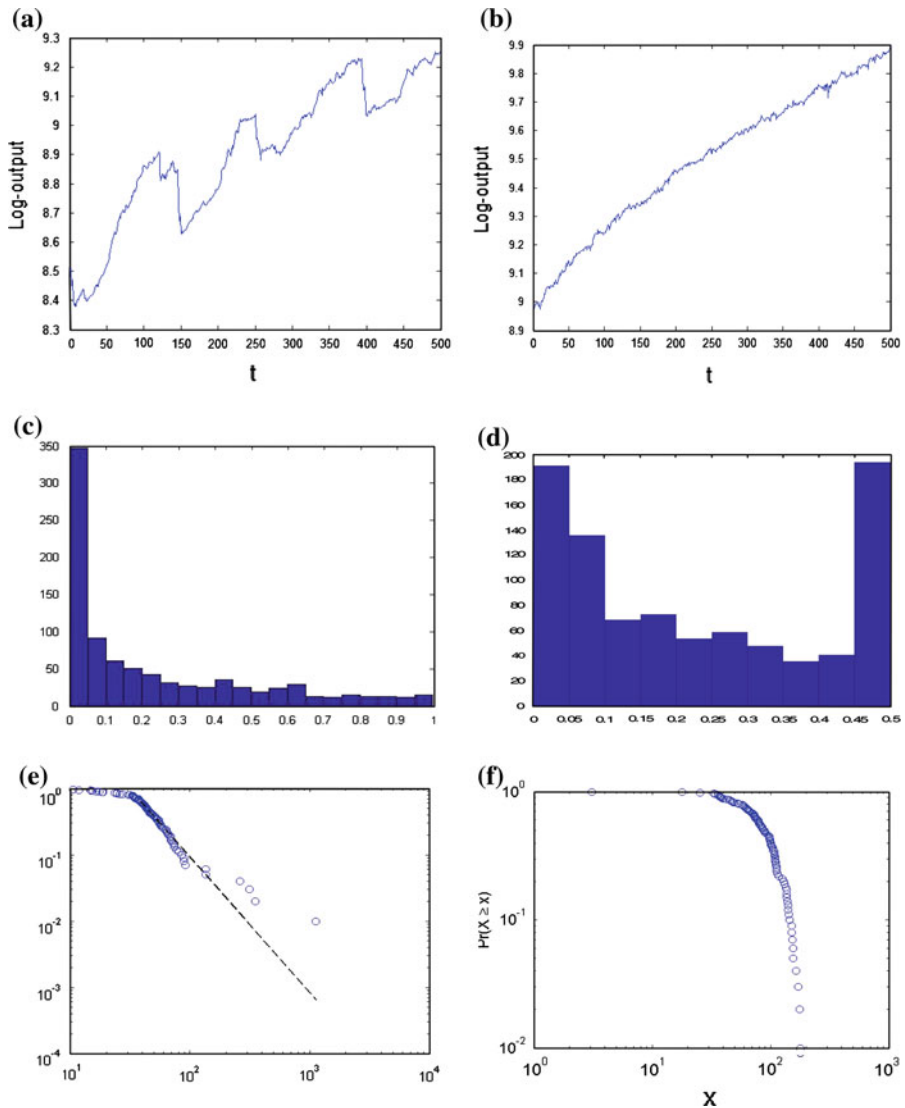 (a)
(b)
9.3
9.2
9.1
9
8.9
8.8
8.7
8.6
8.5
8.4
8.3
Log-output
0 50 100 150 200 250 300 350 400 450 500
t
9.9
9.8
9.7
9.6
9.5
9.4
9.3
9.2
9.1
9
8.9
Log-output
0 50 100 150 200 250 300 350 400 450 500
t
(c)
(d)
350
300
250
200
150
100
50
0
0 0.1 0.2 0.3 0.4 0.5 0.6 0.7 0.8 0.9 1
200
180
160
140
120
100
80
60
40
20
0
0 0.05 0.1 0.15 0.2 0.25 0.3 0.35 0.4 0.45 0.5
(e)
(f)
10⁰
10⁻¹
10⁻²
10⁻³
10⁻⁴
10¹ 10² 10³ 10⁴
10⁰
10⁻¹
10⁻²
Pr(X ≥ x)
10⁰ 10¹ 10² 10³
X